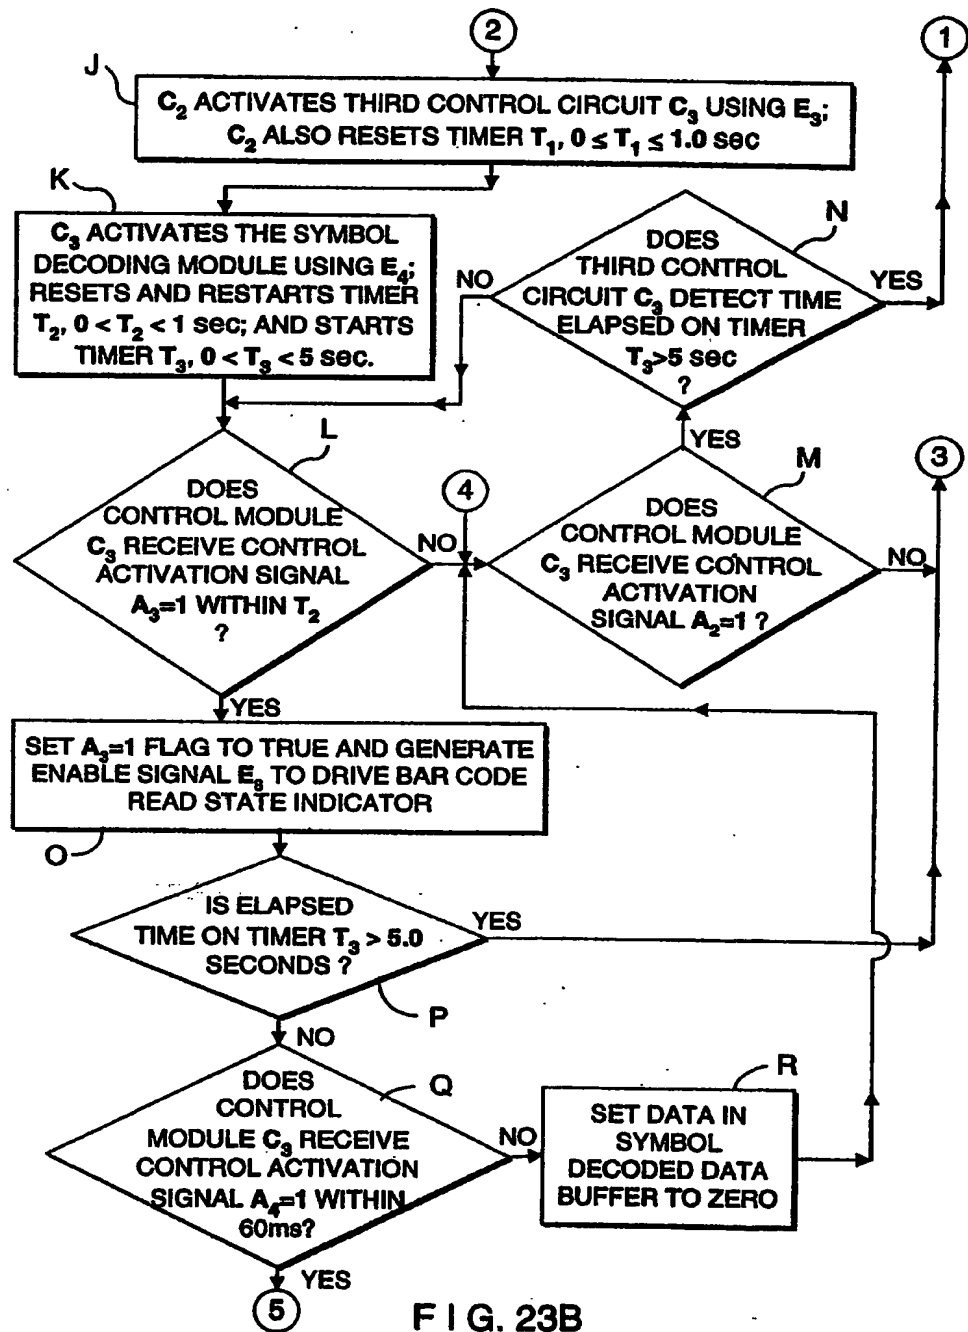 2
1
J
C₂ ACTIVATES THIRD CONTROL CIRCUIT C₃ USING E₃;
C₂ ALSO RESETS TIMER T₁, 0 ≤ T₁ ≤ 1.0 sec
K
C₃ ACTIVATES THE SYMBOL
DECODING MODULE USING E₄;
RESETS AND RESTARTS TIMER
T₂, 0 < T₂ < 1 sec; AND STARTS
TIMER T₃, 0 < T₃ < 5 sec.
N
DOES
THIRD CONTROL
CIRCUIT C₃ DETECT TIME
ELAPSED ON TIMER
T₃>5 sec
?
NO
YES
L
DOES
CONTROL MODULE
C₃ RECEIVE CONTROL
ACTIVATION SIGNAL
A₃=1 WITHIN T₂
?
NO
YES
4
YES
M
DOES
CONTROL MODULE
C₃ RECEIVE CONTROL
ACTIVATION
SIGNAL A₂=1 ?
NO
3
SET A₃=1 FLAG TO TRUE AND GENERATE
ENABLE SIGNAL E₈ TO DRIVE BAR CODE
READ STATE INDICATOR
O
IS ELAPSED
TIME ON TIMER T₃ > 5.0
SECONDS ?
YES
P
NO
Q
DOES
CONTROL
MODULE C₃ RECEIVE
CONTROL ACTIVATION
SIGNAL A₄=1 WITHIN
60ms?
NO
R
SET DATA IN
SYMBOL
DECODED DATA
BUFFER TO ZERO
YES
5
FIG. 23B